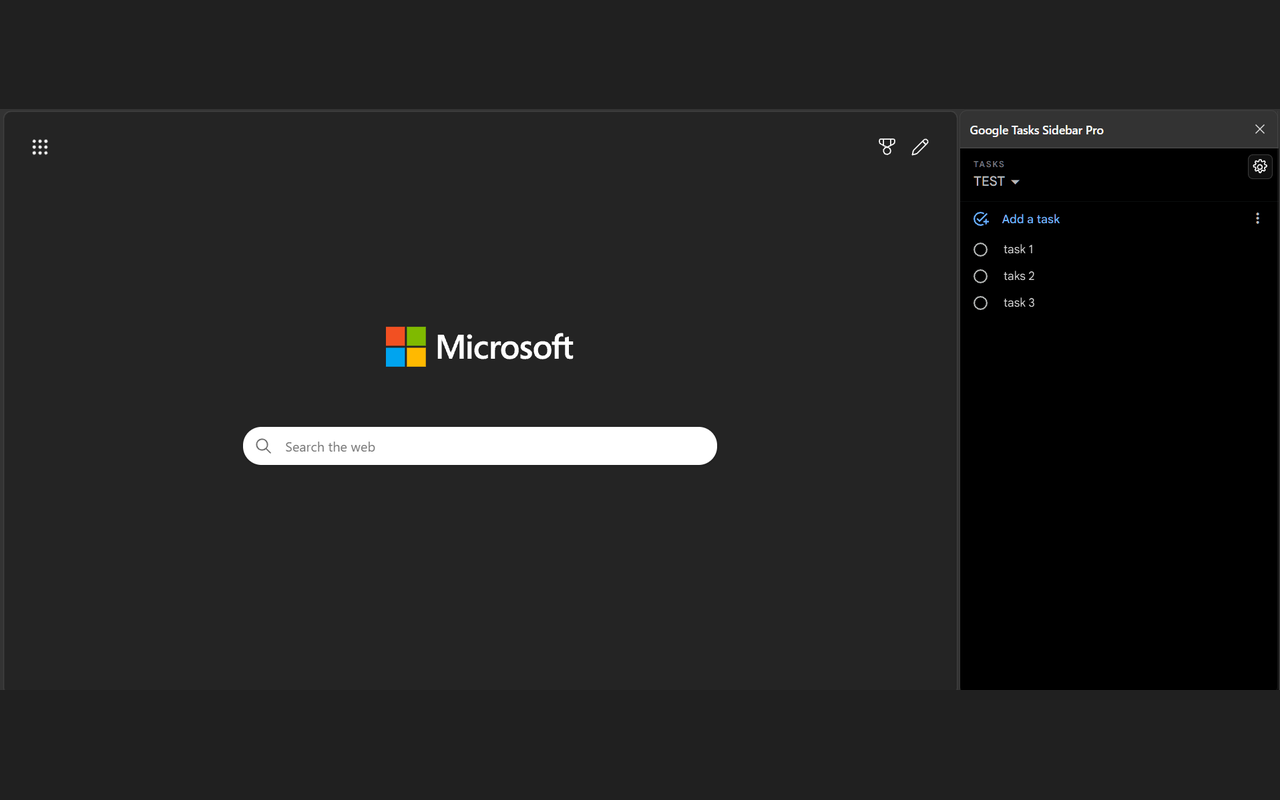 Microsoft
Search the web
Google Tasks Sidebar Pro
TASKS
TEST
Add a task
task 1
taks 2
task 3